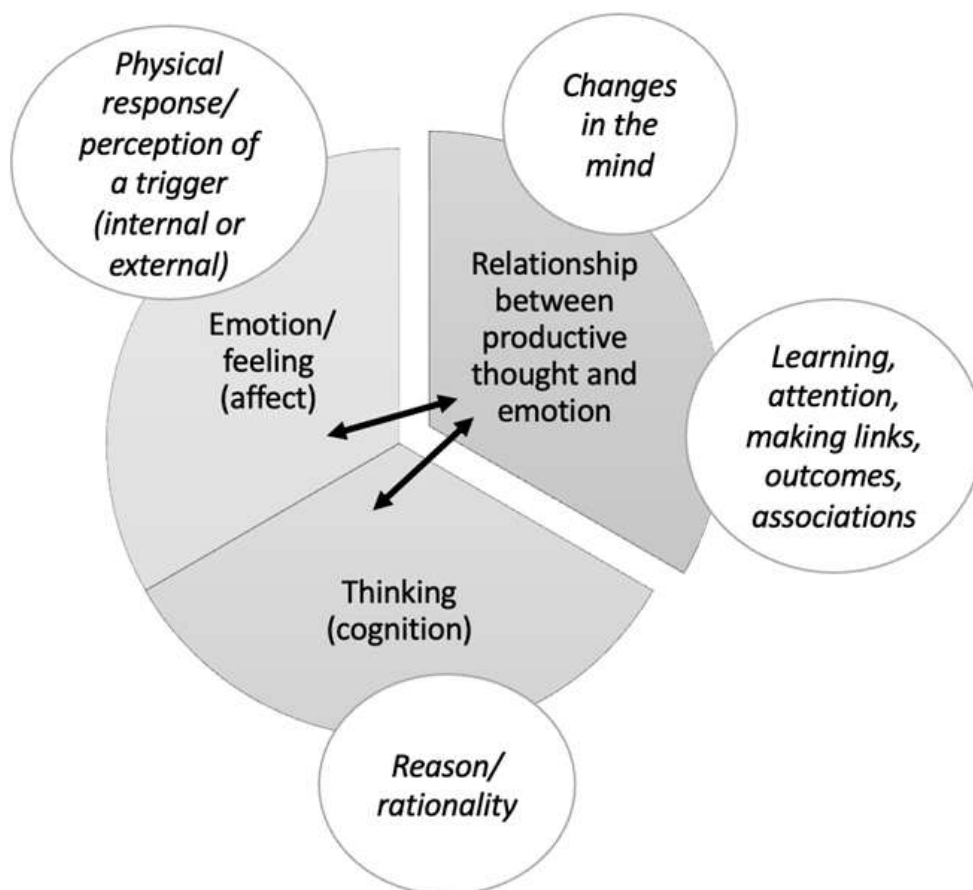 Physical
response/
perception of
a trigger
(internal or
external)
Changes
in the
mind
Emotion/
feeling
(affect)
Relationship
between
productive
thought and
emotion
Learning,
attention,
making links,
outcomes,
associations
Thinking
(cognition)
Reason/
rationality